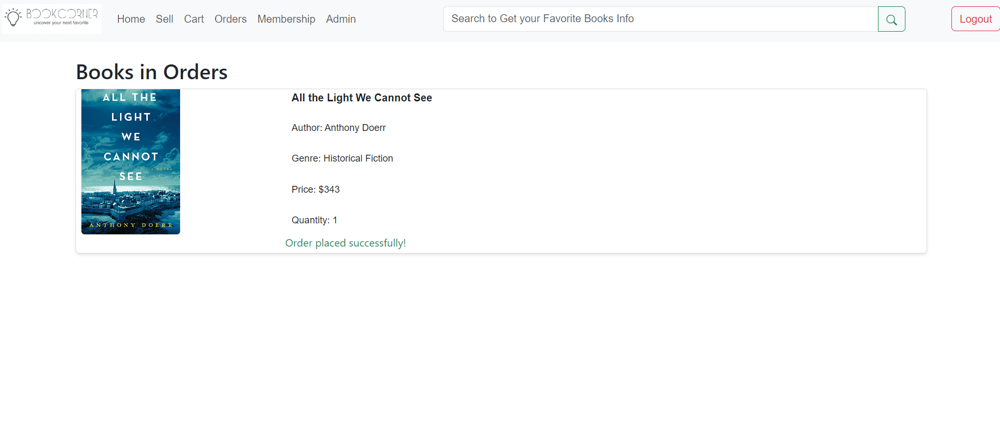 BOOKCORNER
uncover your next favorite
Home Sell Cart Orders Membership Admin
Search to Get your Favorite Books Info
Logout
Books in Orders
ALL THE
LIGHT
WE
CANNOT
SEE
A NOVEL
ANTHONY DOERR
All the Light We Cannot See
Author: Anthony Doerr
Genre: Historical Fiction
Price: $343
Quantity: 1
Order placed successfully!